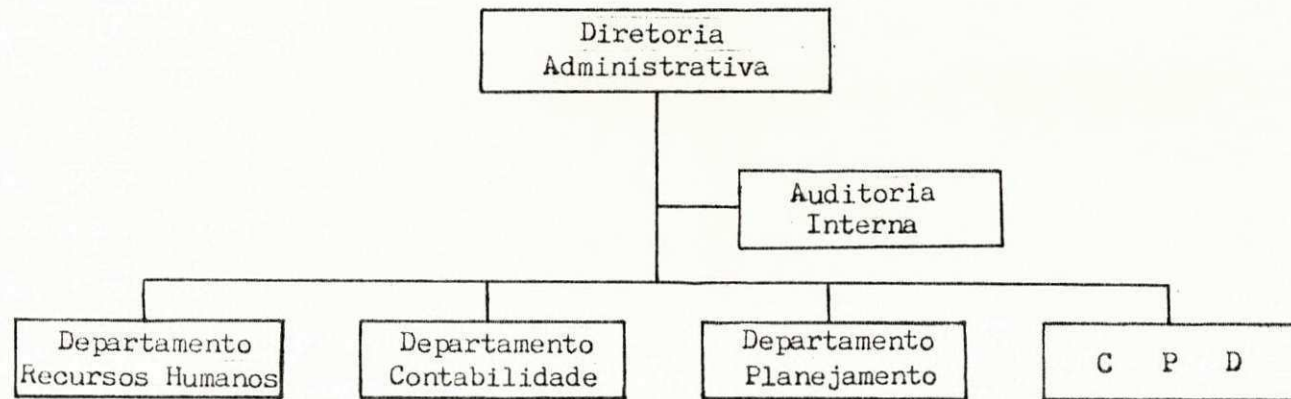 Diretoria
Administrativa
Auditoria
Interna
Departamento
Recursos Humanos
Departamento
Contabilidade
Departamento
Planejamento
C P D